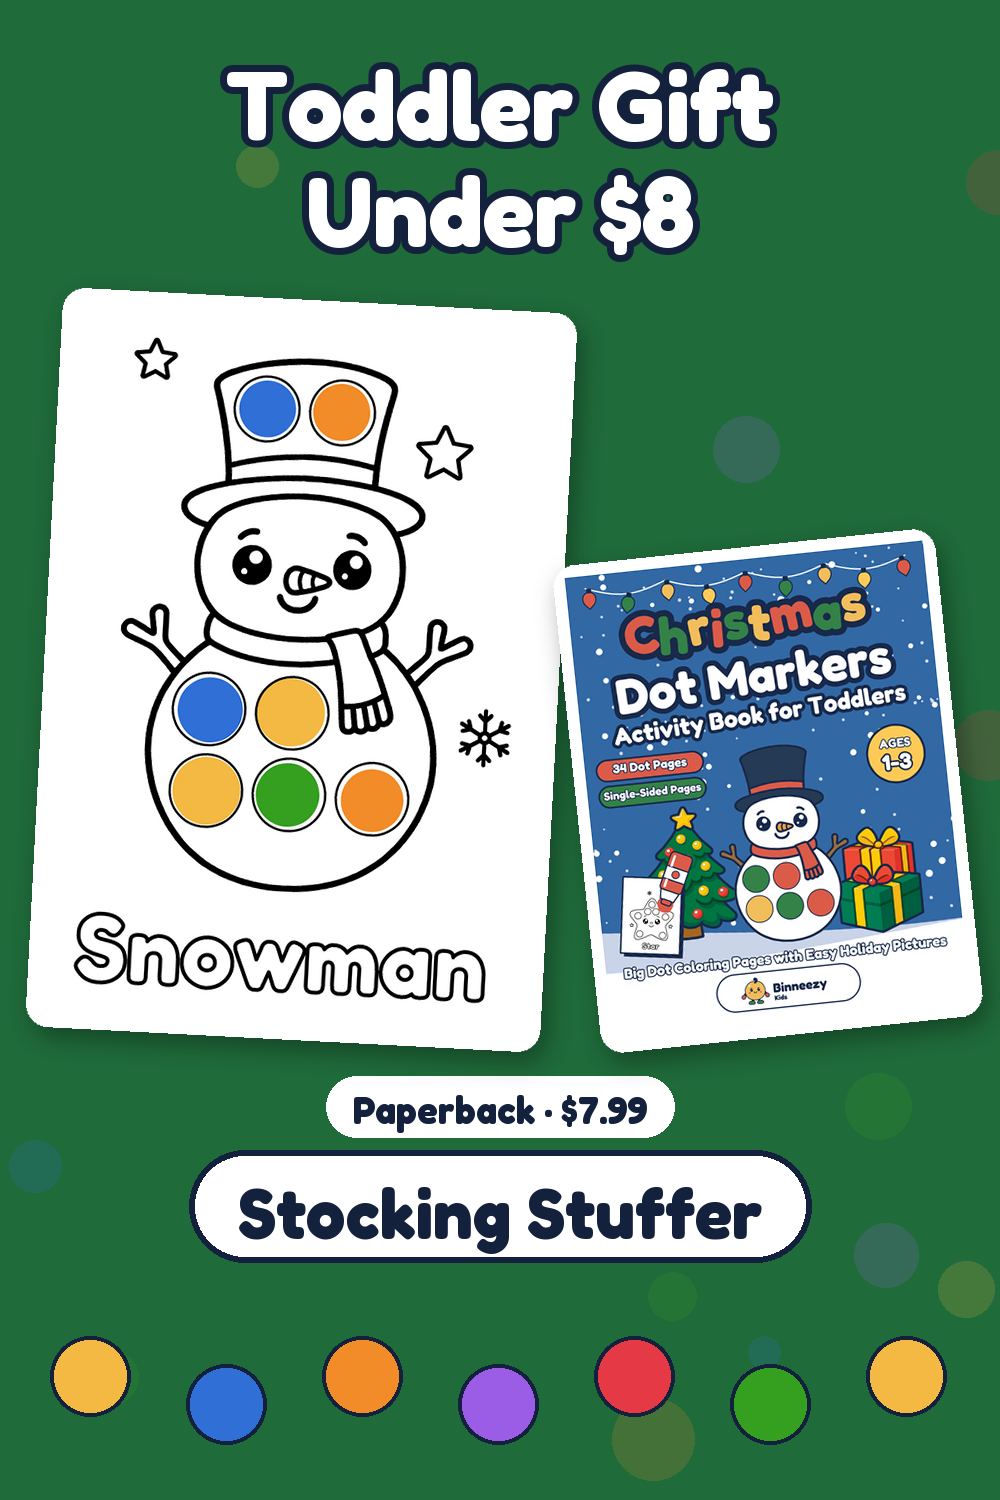 Toddler Gift
Under $8
Snowman
Christmas
Dot Markers
Activity Book for Toddlers
34 Dot Pages
Single-Sided Pages
AGES
1-3
Star
Big Dot Coloring Pages with Easy Holiday Pictures
Binneezy
Kids
Paperback · $7.99
Stocking Stuffer